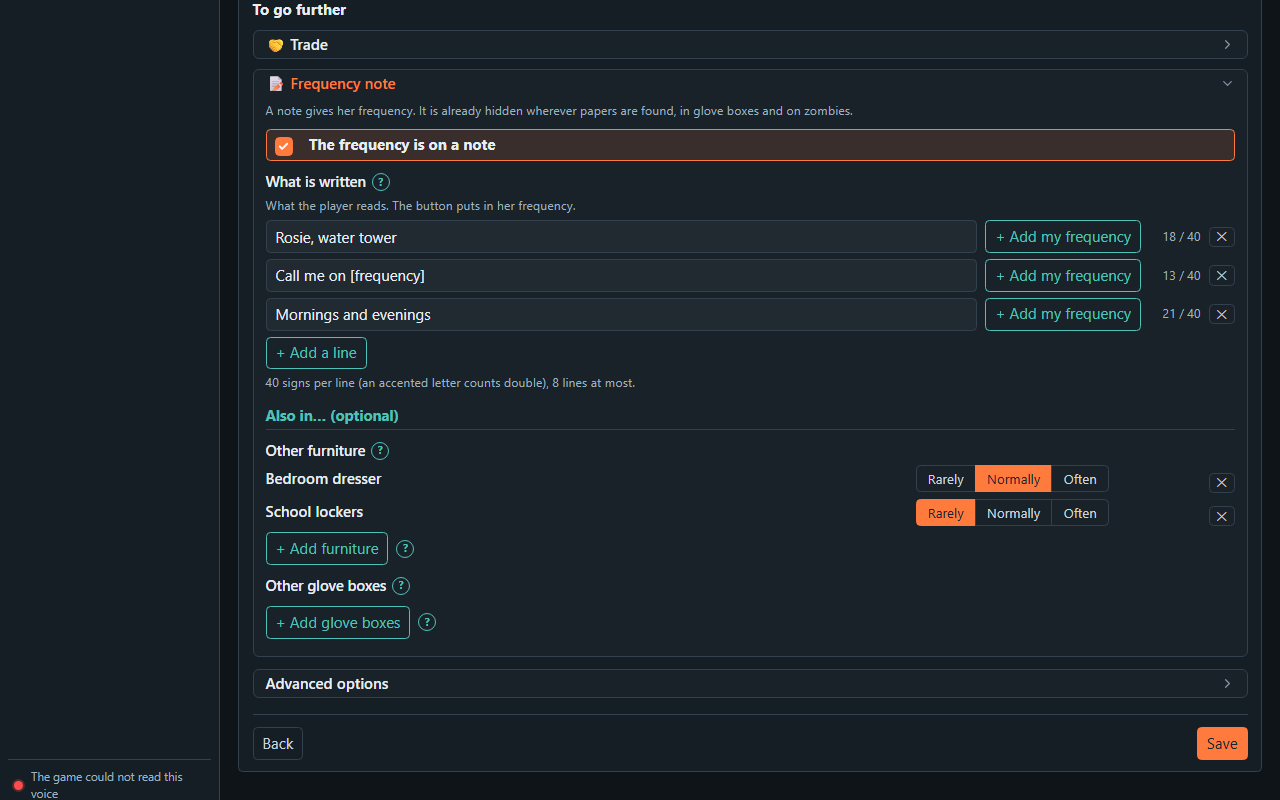 To go further
Trade
Frequency note
A note gives her frequency. It is already hidden wherever papers are found, in glove boxes and on zombies.
The frequency is on a note
What is written ?
What the player reads. The button puts in her frequency.
Rosie, water tower + Add my frequency 18 / 40
Call me on [frequency] + Add my frequency 13 / 40
Mornings and evenings + Add my frequency 21 / 40
+ Add a line
40 signs per line (an accented letter counts double), 8 lines at most.
Also in... (optional)
Other furniture ?
Bedroom dresser Rarely Normally Often
School lockers Rarely Normally Often
+ Add furniture ?
Other glove boxes ?
+ Add glove boxes ?
Advanced options
Back Save
The game could not read this
voice